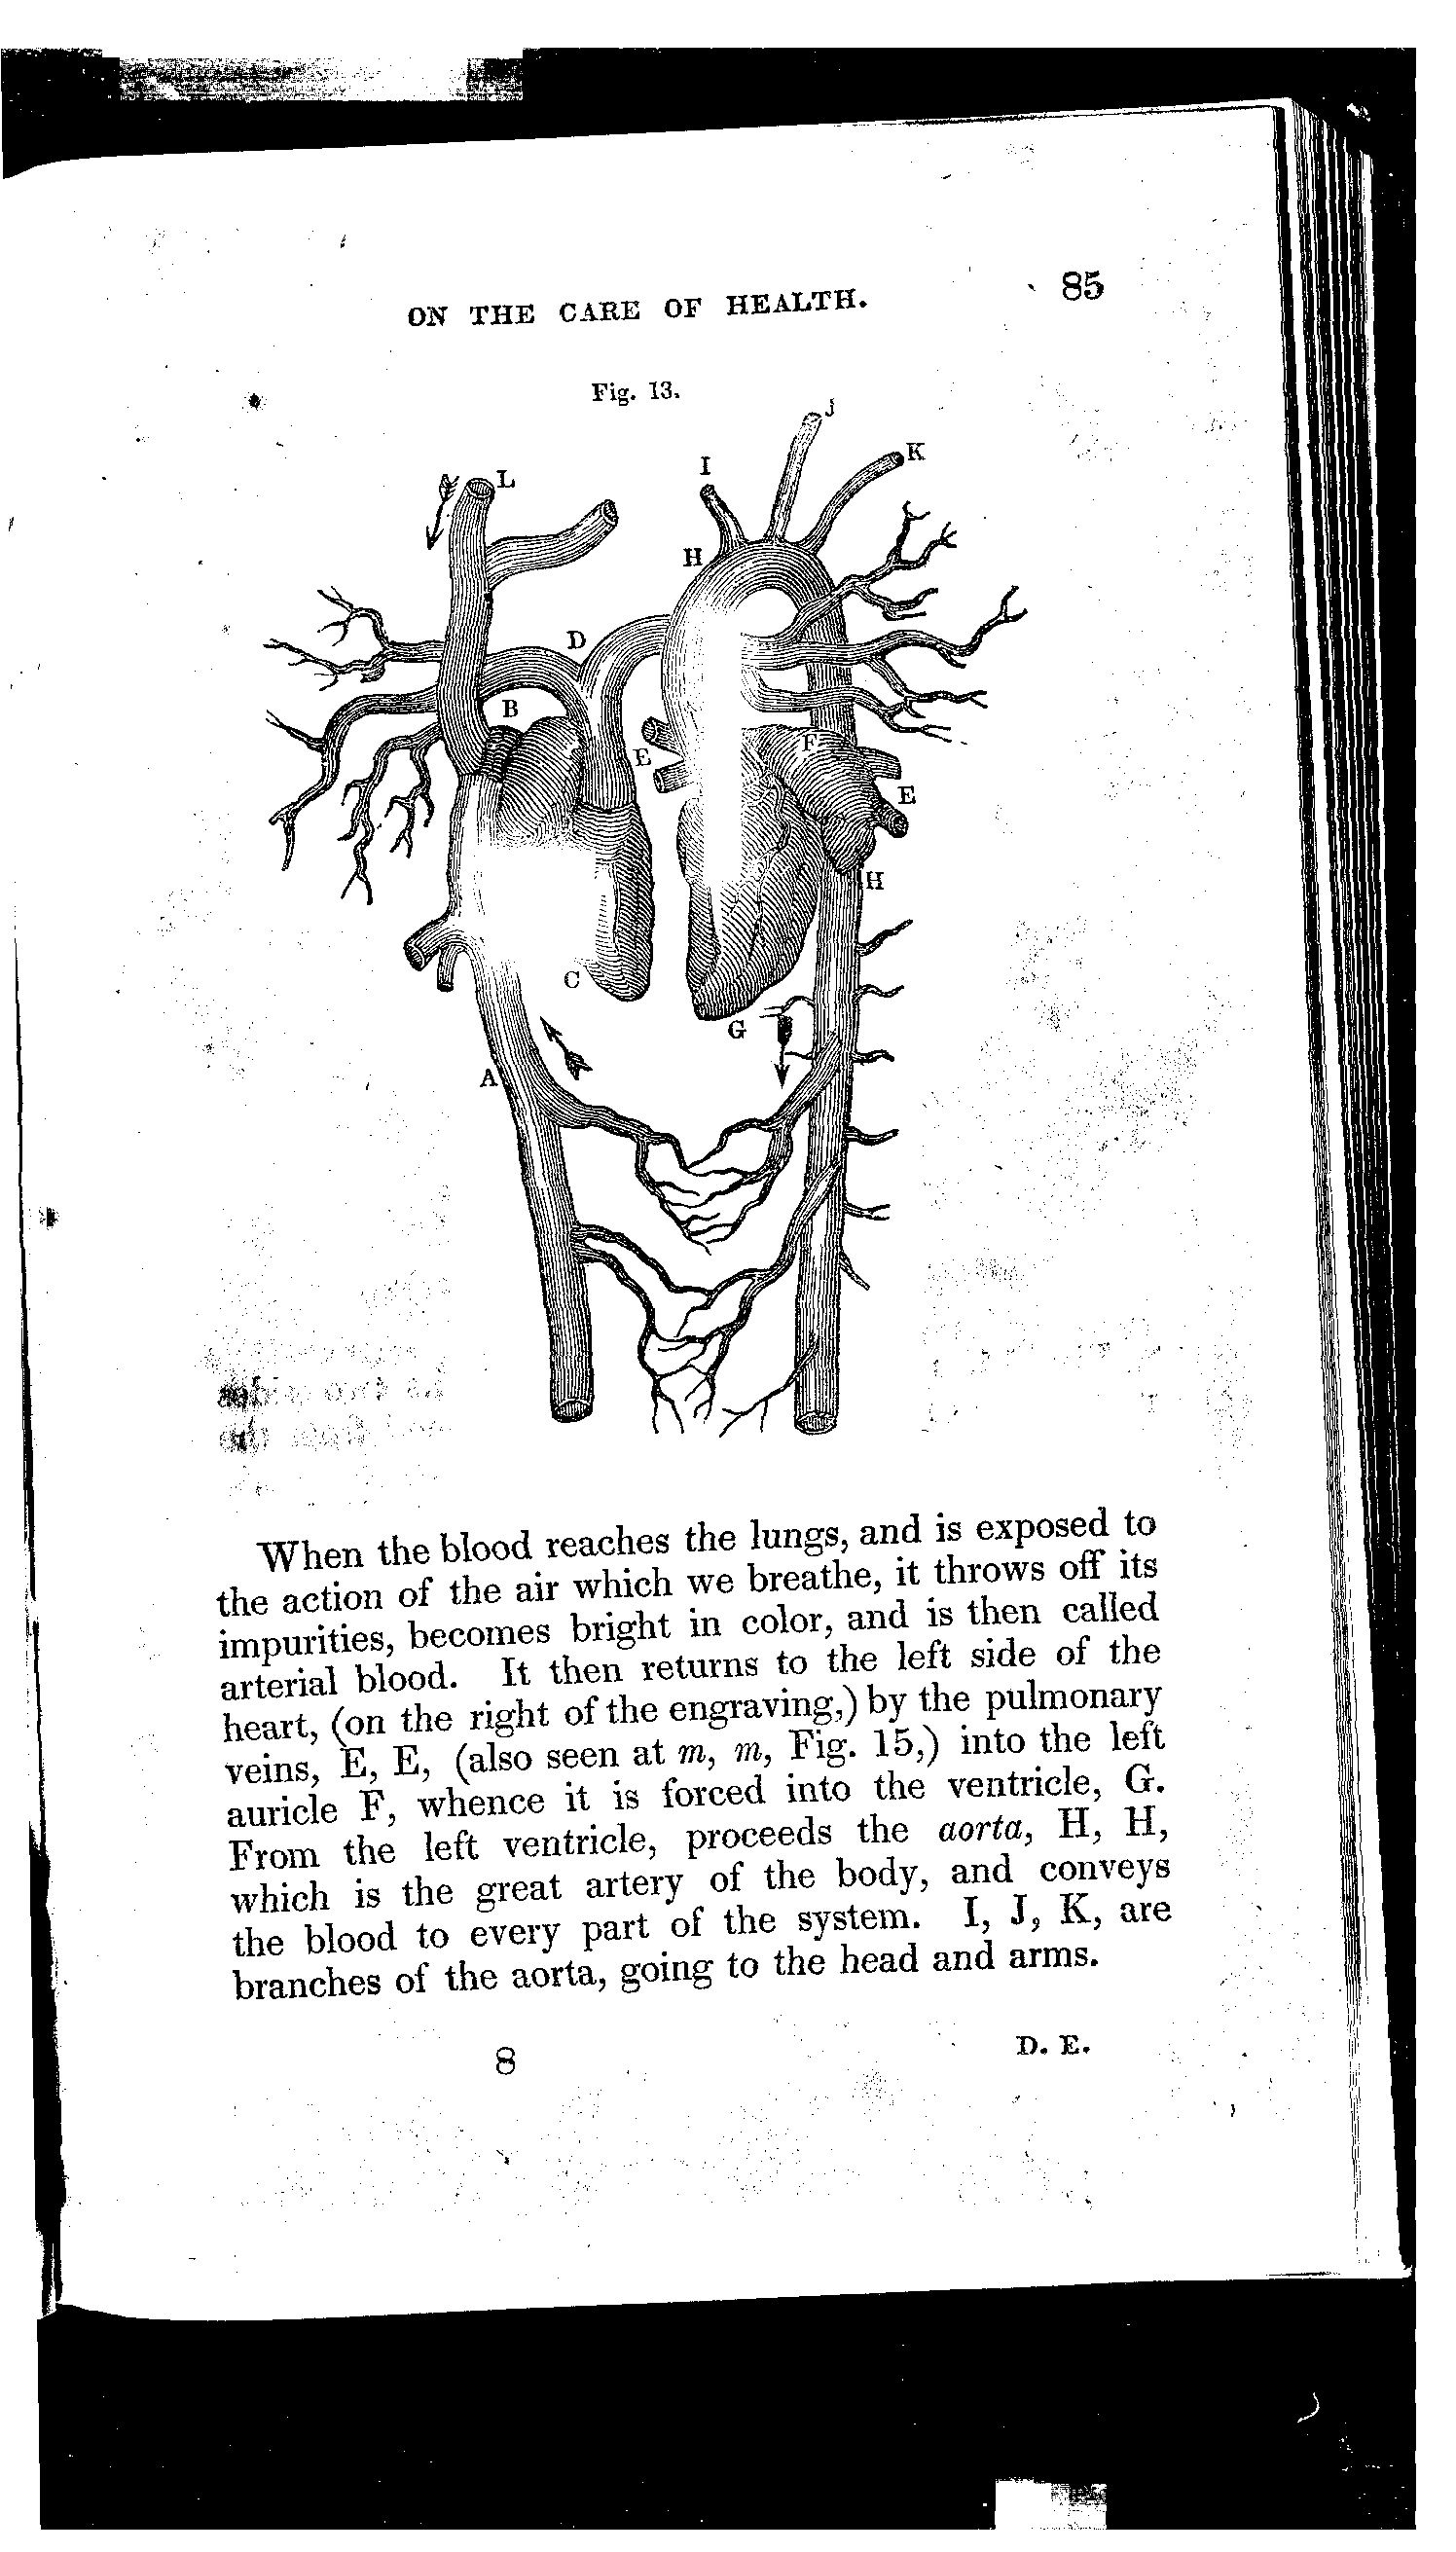 ON THE CARE OF HEALTH. 85
Fig. 13.
J
K
I
L
H
D
B
F
E
E
H
C
G
A
When the blood reaches the lungs, and is exposed to
the action of the air which we breathe, it throws off its
impurities, becomes bright in color, and is then called
arterial blood. It then returns to the left side of the
heart, (on the right of the engraving,) by the pulmonary
veins, E, E, (also seen at m, m, Fig. 15,) into the left
auricle F, whence it is forced into the ventricle, G.
From the left ventricle, proceeds the aorta, H, H,
which is the great artery of the body, and conveys
the blood to every part of the system. I, J, K, are
branches of the aorta, going to the head and arms.
8 D. E.